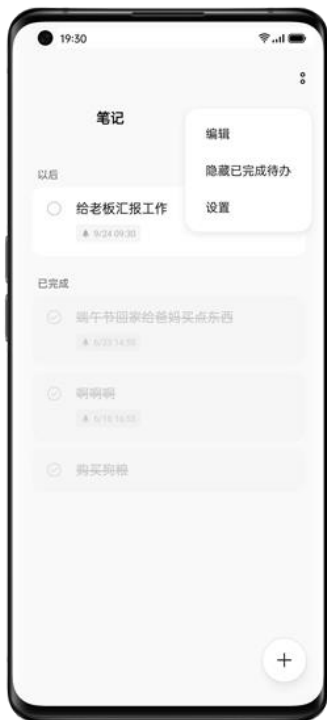 19:30
笔记
编辑
隐藏已完成待办
设置
以后
给老板汇报工作
9/24 09:30
已完成
端午节回家给爸妈买点东西
啊啊啊
购买狗粮